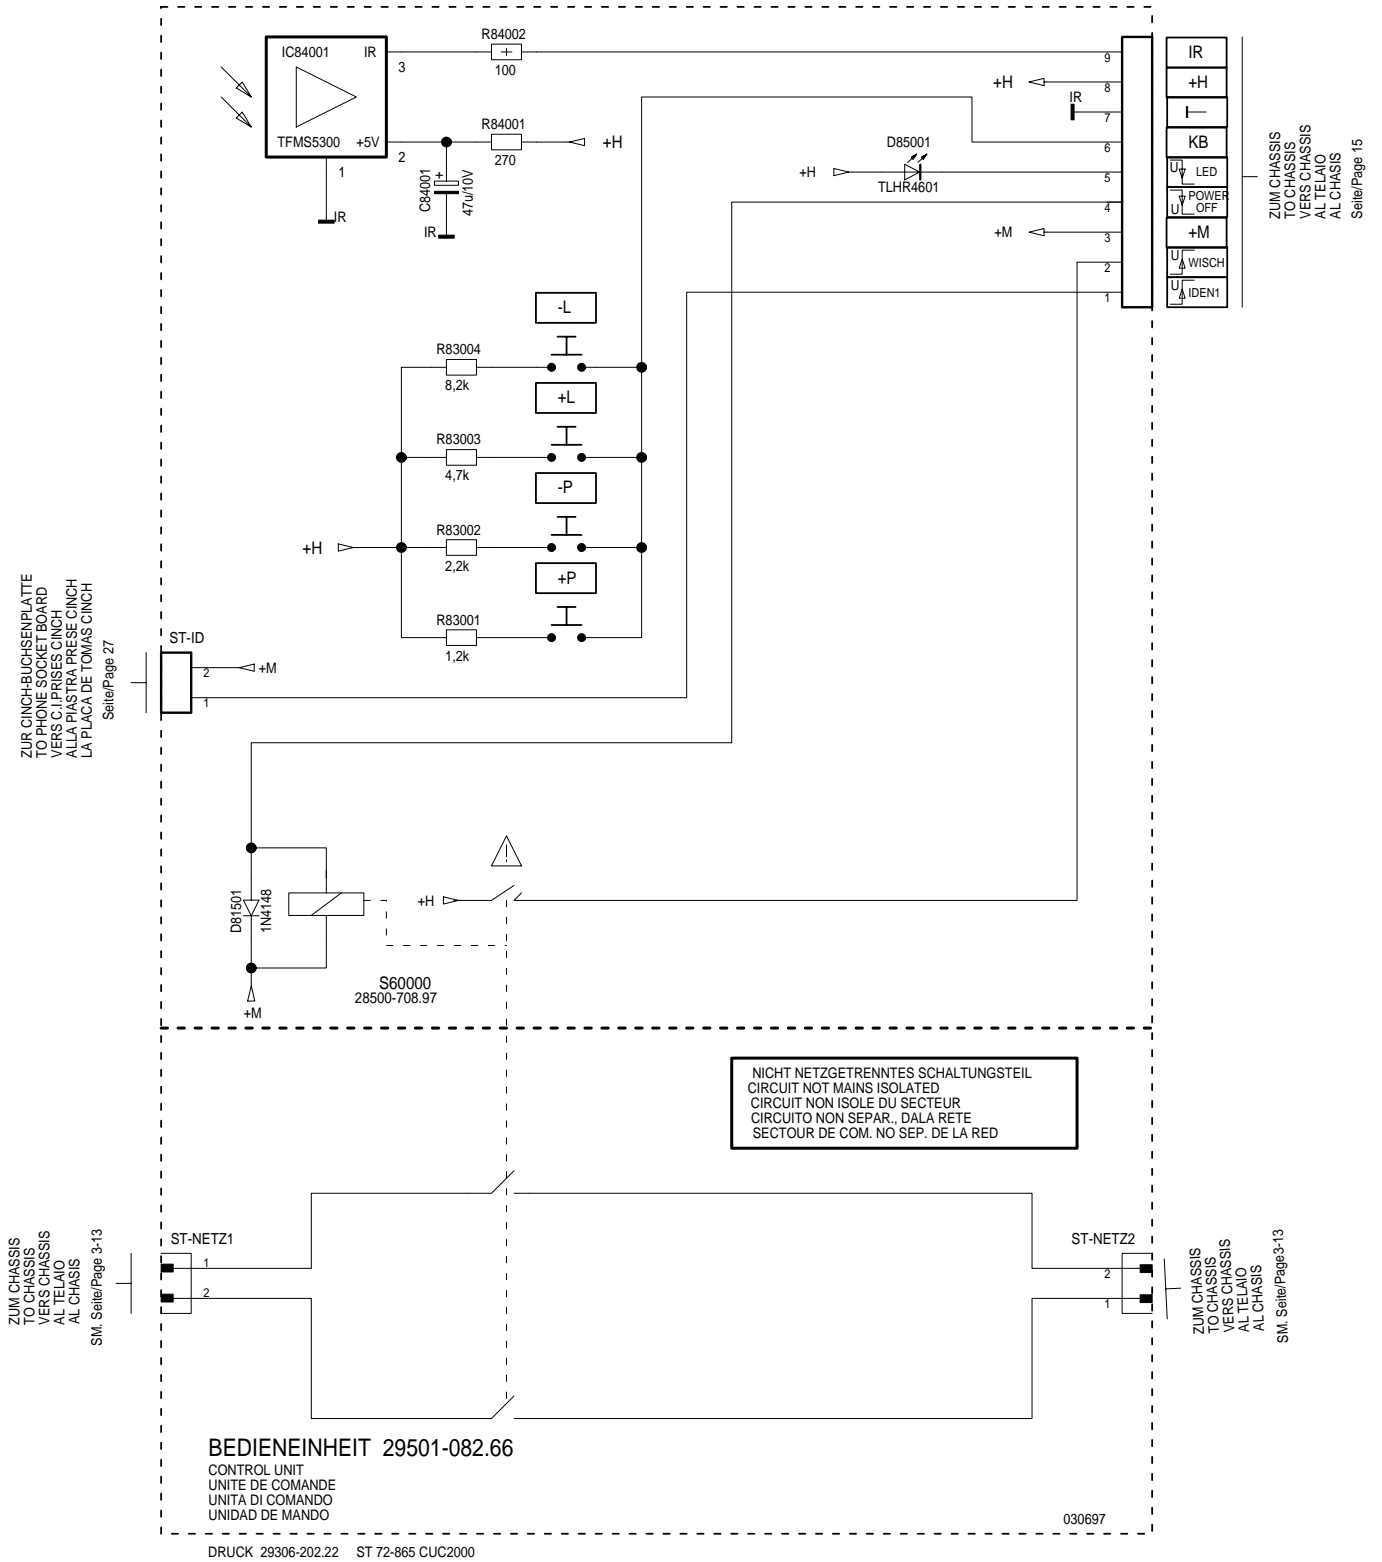 R84002
IC84001 IR
3
100
TFMS5300 +5V
2
1
R84001
270
+H
C84001
+
47u/10V
IR
IR
9
8
7
6
5
4
3
2
1
IR
+H
KB
U LED
U POWER
OFF
+M
U WISCH
U IDEN1
+H
IR
D85001
+H
TLHR4601
+M
ZUM CHASSIS
TO CHASSIS
VERS CHASSIS
AL TELAIO
AL CHASIS
Seite/Page 15
-L
R83004
8,2k
+L
R83003
4,7k
-P
R83002
2,2k
+H
+P
R83001
1,2k
ZUR CINCH-BUCHSENPLATTE
TO PHONE SOCKET BOARD
VERS C.I.PRISES CINCH
ALLA PIASTRA PRESE CINCH
LA PLACA DE TOMAS CINCH
Seite/Page 27
ST-ID
2
+M
1
D81501
1N4148
+M
+H
S60000
28500-708.97
NICHT NETZGETRENNTES SCHALTUNGSTEIL
CIRCUIT NOT MAINS ISOLATED
CIRCUIT NON ISOLE DU SECTEUR
CIRCUITO NON SEPAR., DALA RETE
SECTOUR DE COM. NO SEP. DE LA RED
ZUM CHASSIS
TO CHASSIS
VERS CHASSIS
AL TELAIO
AL CHASIS
SM. Seite/Page 3-13
ST-NETZ1
1
2
ST-NETZ2
2
1
ZUM CHASSIS
TO CHASSIS
VERS CHASSIS
AL TELAIO
AL CHASIS
SM. Seite/Page3-13
BEDIENEINHEIT 29501-082.66
CONTROL UNIT
UNITE DE COMANDE
UNITA DI COMANDO
UNIDAD DE MANDO
030697
DRUCK 29306-202.22 ST 72-865 CUC2000